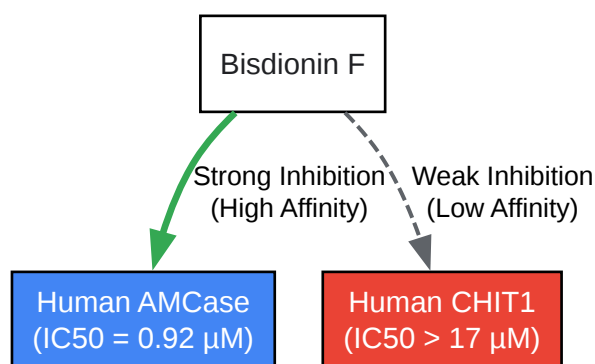 Bisdionin F
Strong Inhibition
(High Affinity)
Weak Inhibition
(Low Affinity)
Human AMCase
(IC50 = 0.92 µM)
Human CHIT1
(IC50 > 17 µM)